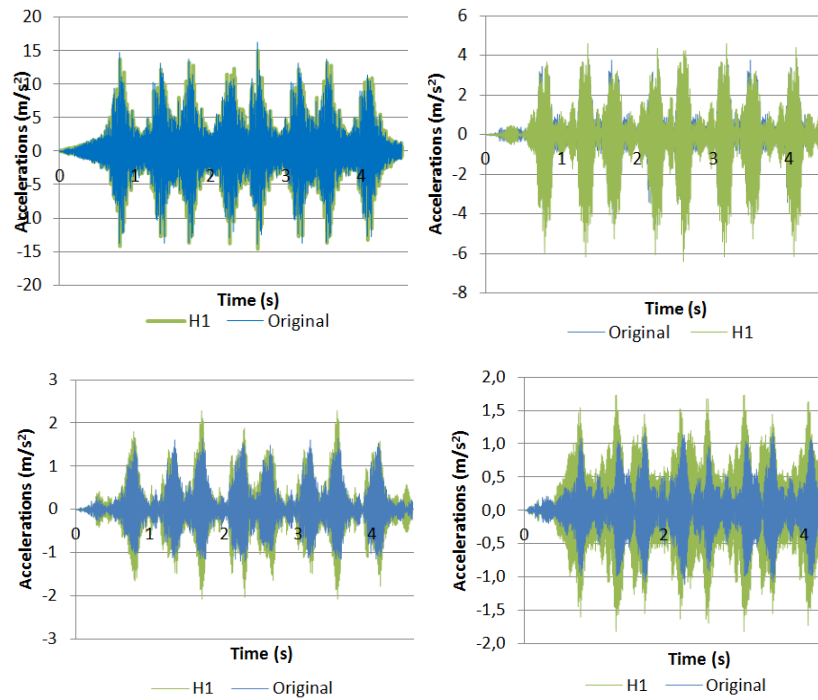 20
15
10
5
0
-5
-10
-15
-20
0 1 2 3 4
Accelerations (m/s²)
Time (s)
H1 Original
6
4
2
0
-2
-4
-6
-8
0 1 2 3 4
Accelerations (m/s²)
Time (s)
Original H1
3
2
1
0
-1
-2
-3
0 1 2 3 4
Accelerations (m/s²)
Time (s)
H1 Original
2,0
1,5
1,0
0,5
0,0
-0,5
-1,0
-1,5
-2,0
0 2 4
Accelerations (m/s²)
Time (s)
H1 Original